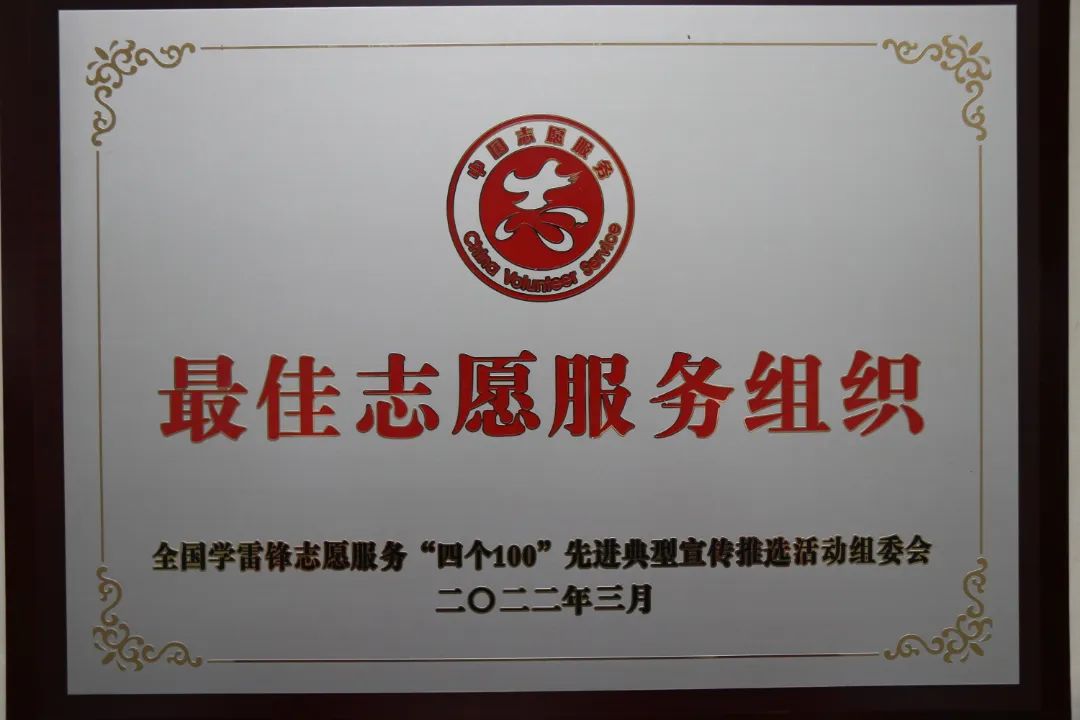 中国志愿服务
China Volunteer Service
最佳志愿服务组织
全国学雷锋志愿服务“四个100”先进典型宣传推选活动组委会
二〇二二年三月